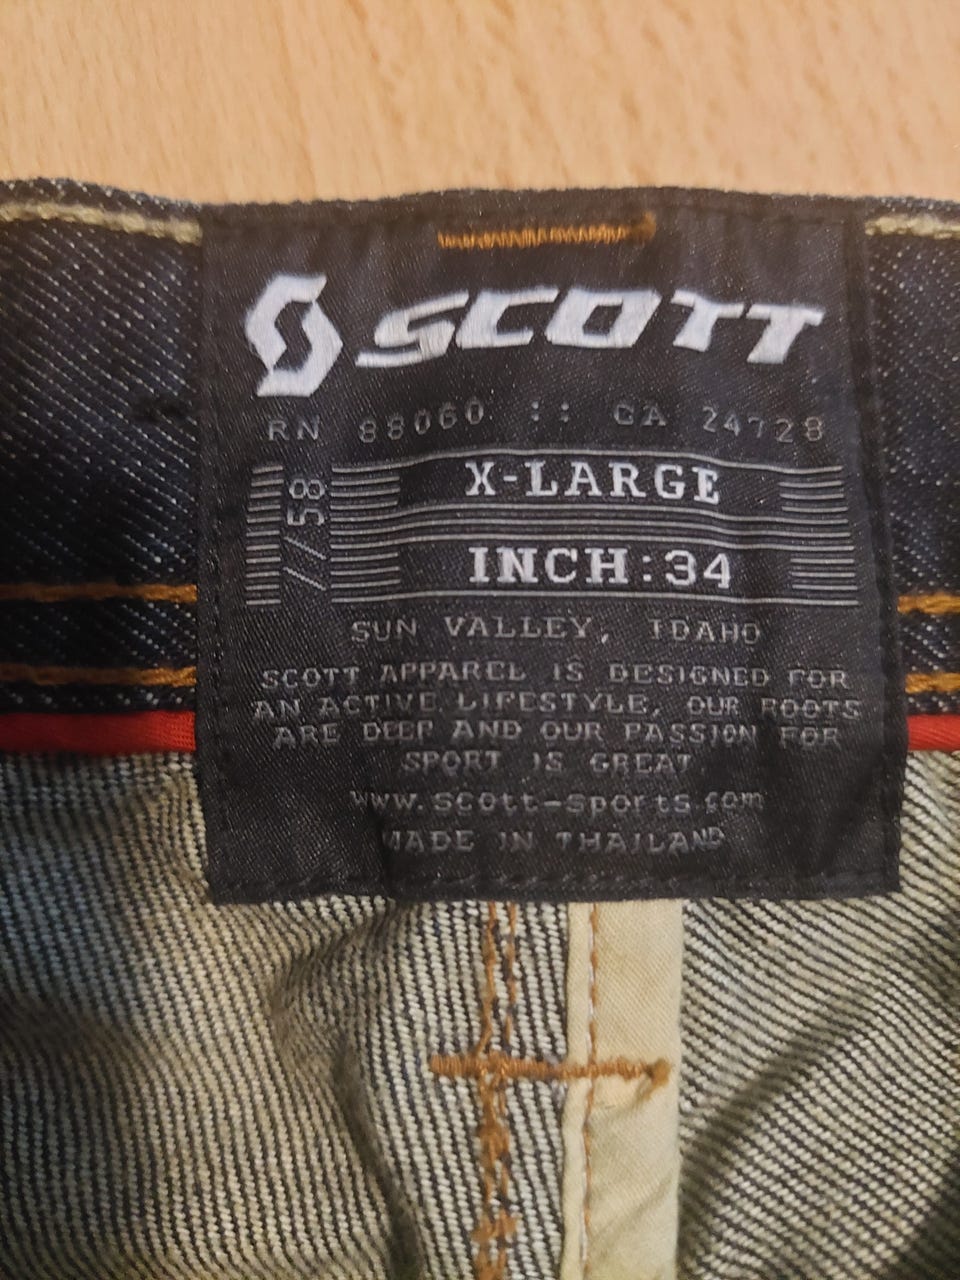 SCOTT
RN 88060 :: CA 24728
//58
X-LARGE
INCH:34
SUN VALLEY, IDAHO
SCOTT APPAREL IS DESIGNED FOR
AN ACTIVE LIFESTYLE, OUR ROOTS
ARE DEEP AND OUR PASSION FOR
SPORT IS GREAT
www.scott-sports.com
MADE IN THAILAND